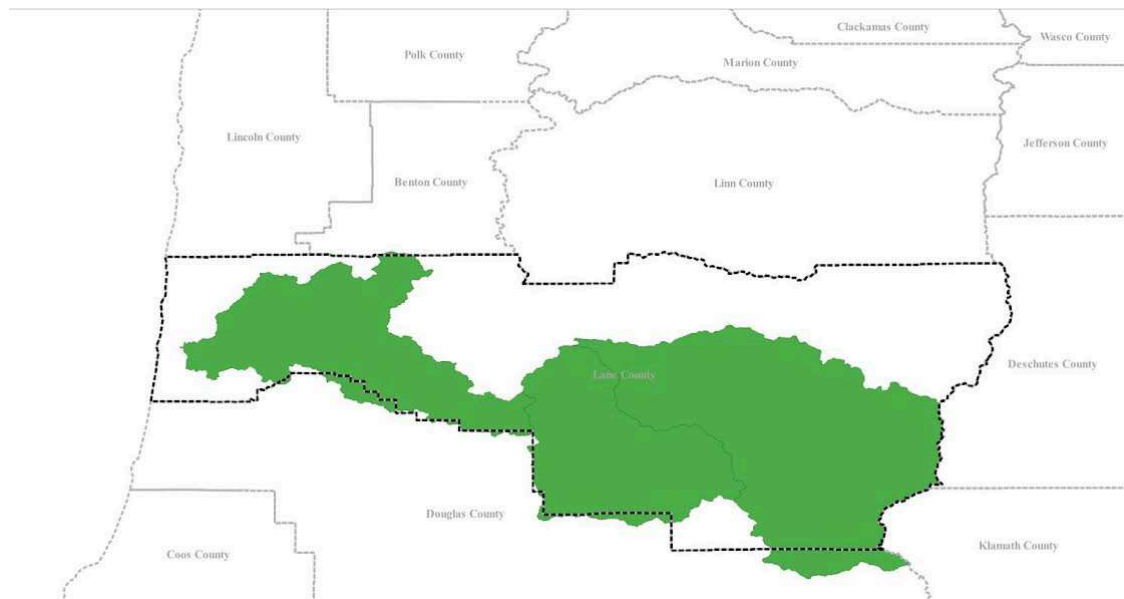 Clackamas County
Wasco County
Polk County
Marion County
Lincoln County
Jefferson County
Benton County
Linn County
Deschutes County
Lane County
Douglas County
Coos County
Klamath County